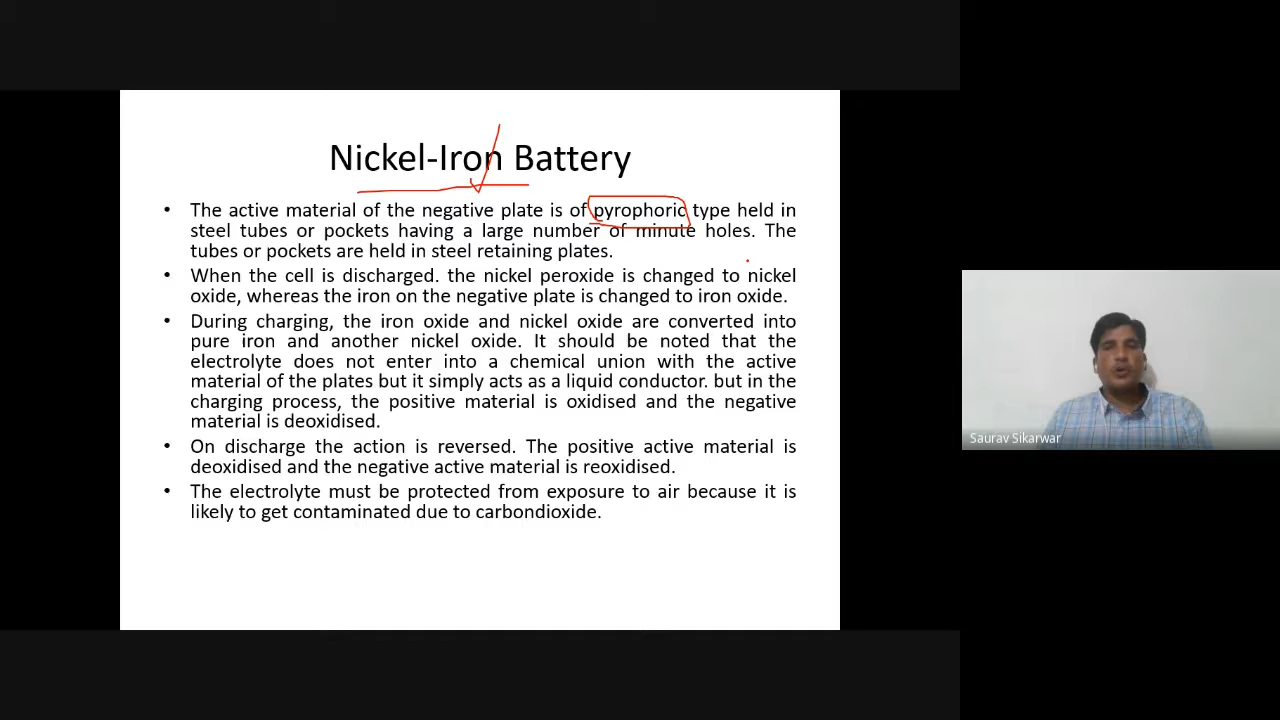 Nickel-Iron Battery
• The active material of the negative plate is of pyrophoric type held in
steel tubes or pockets having a large number of minute holes. The
tubes or pockets are held in steel retaining plates.
• When the cell is discharged. the nickel peroxide is changed to nickel
oxide, whereas the iron on the negative plate is changed to iron oxide.
• During charging, the iron oxide and nickel oxide are converted into
pure iron and another nickel oxide. It should be noted that the
electrolyte does not enter into a chemical union with the active
material of the plates but it simply acts as a liquid conductor. but in the
charging process, the positive material is oxidised and the negative
material is deoxidised.
• On discharge the action is reversed. The positive active material is
deoxidised and the negative active material is reoxidised.
• The electrolyte must be protected from exposure to air because it is
likely to get contaminated due to carbondioxide.
Saurav Sikarwar